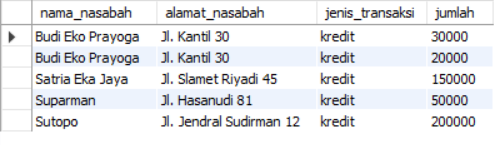 nama_nasabah alamat_nasabah jenis_transaksi jumlah
Budi Eko Prayoga Jl. Kantil 30 kredit 30000
Budi Eko Prayoga Jl. Kantil 30 kredit 20000
Satria Eka Jaya Jl. Slamet Riyadi 45 kredit 150000
Suparman Jl. Hasanudi 81 kredit 50000
Sutopo Jl. Jendral Sudirman 12 kredit 200000